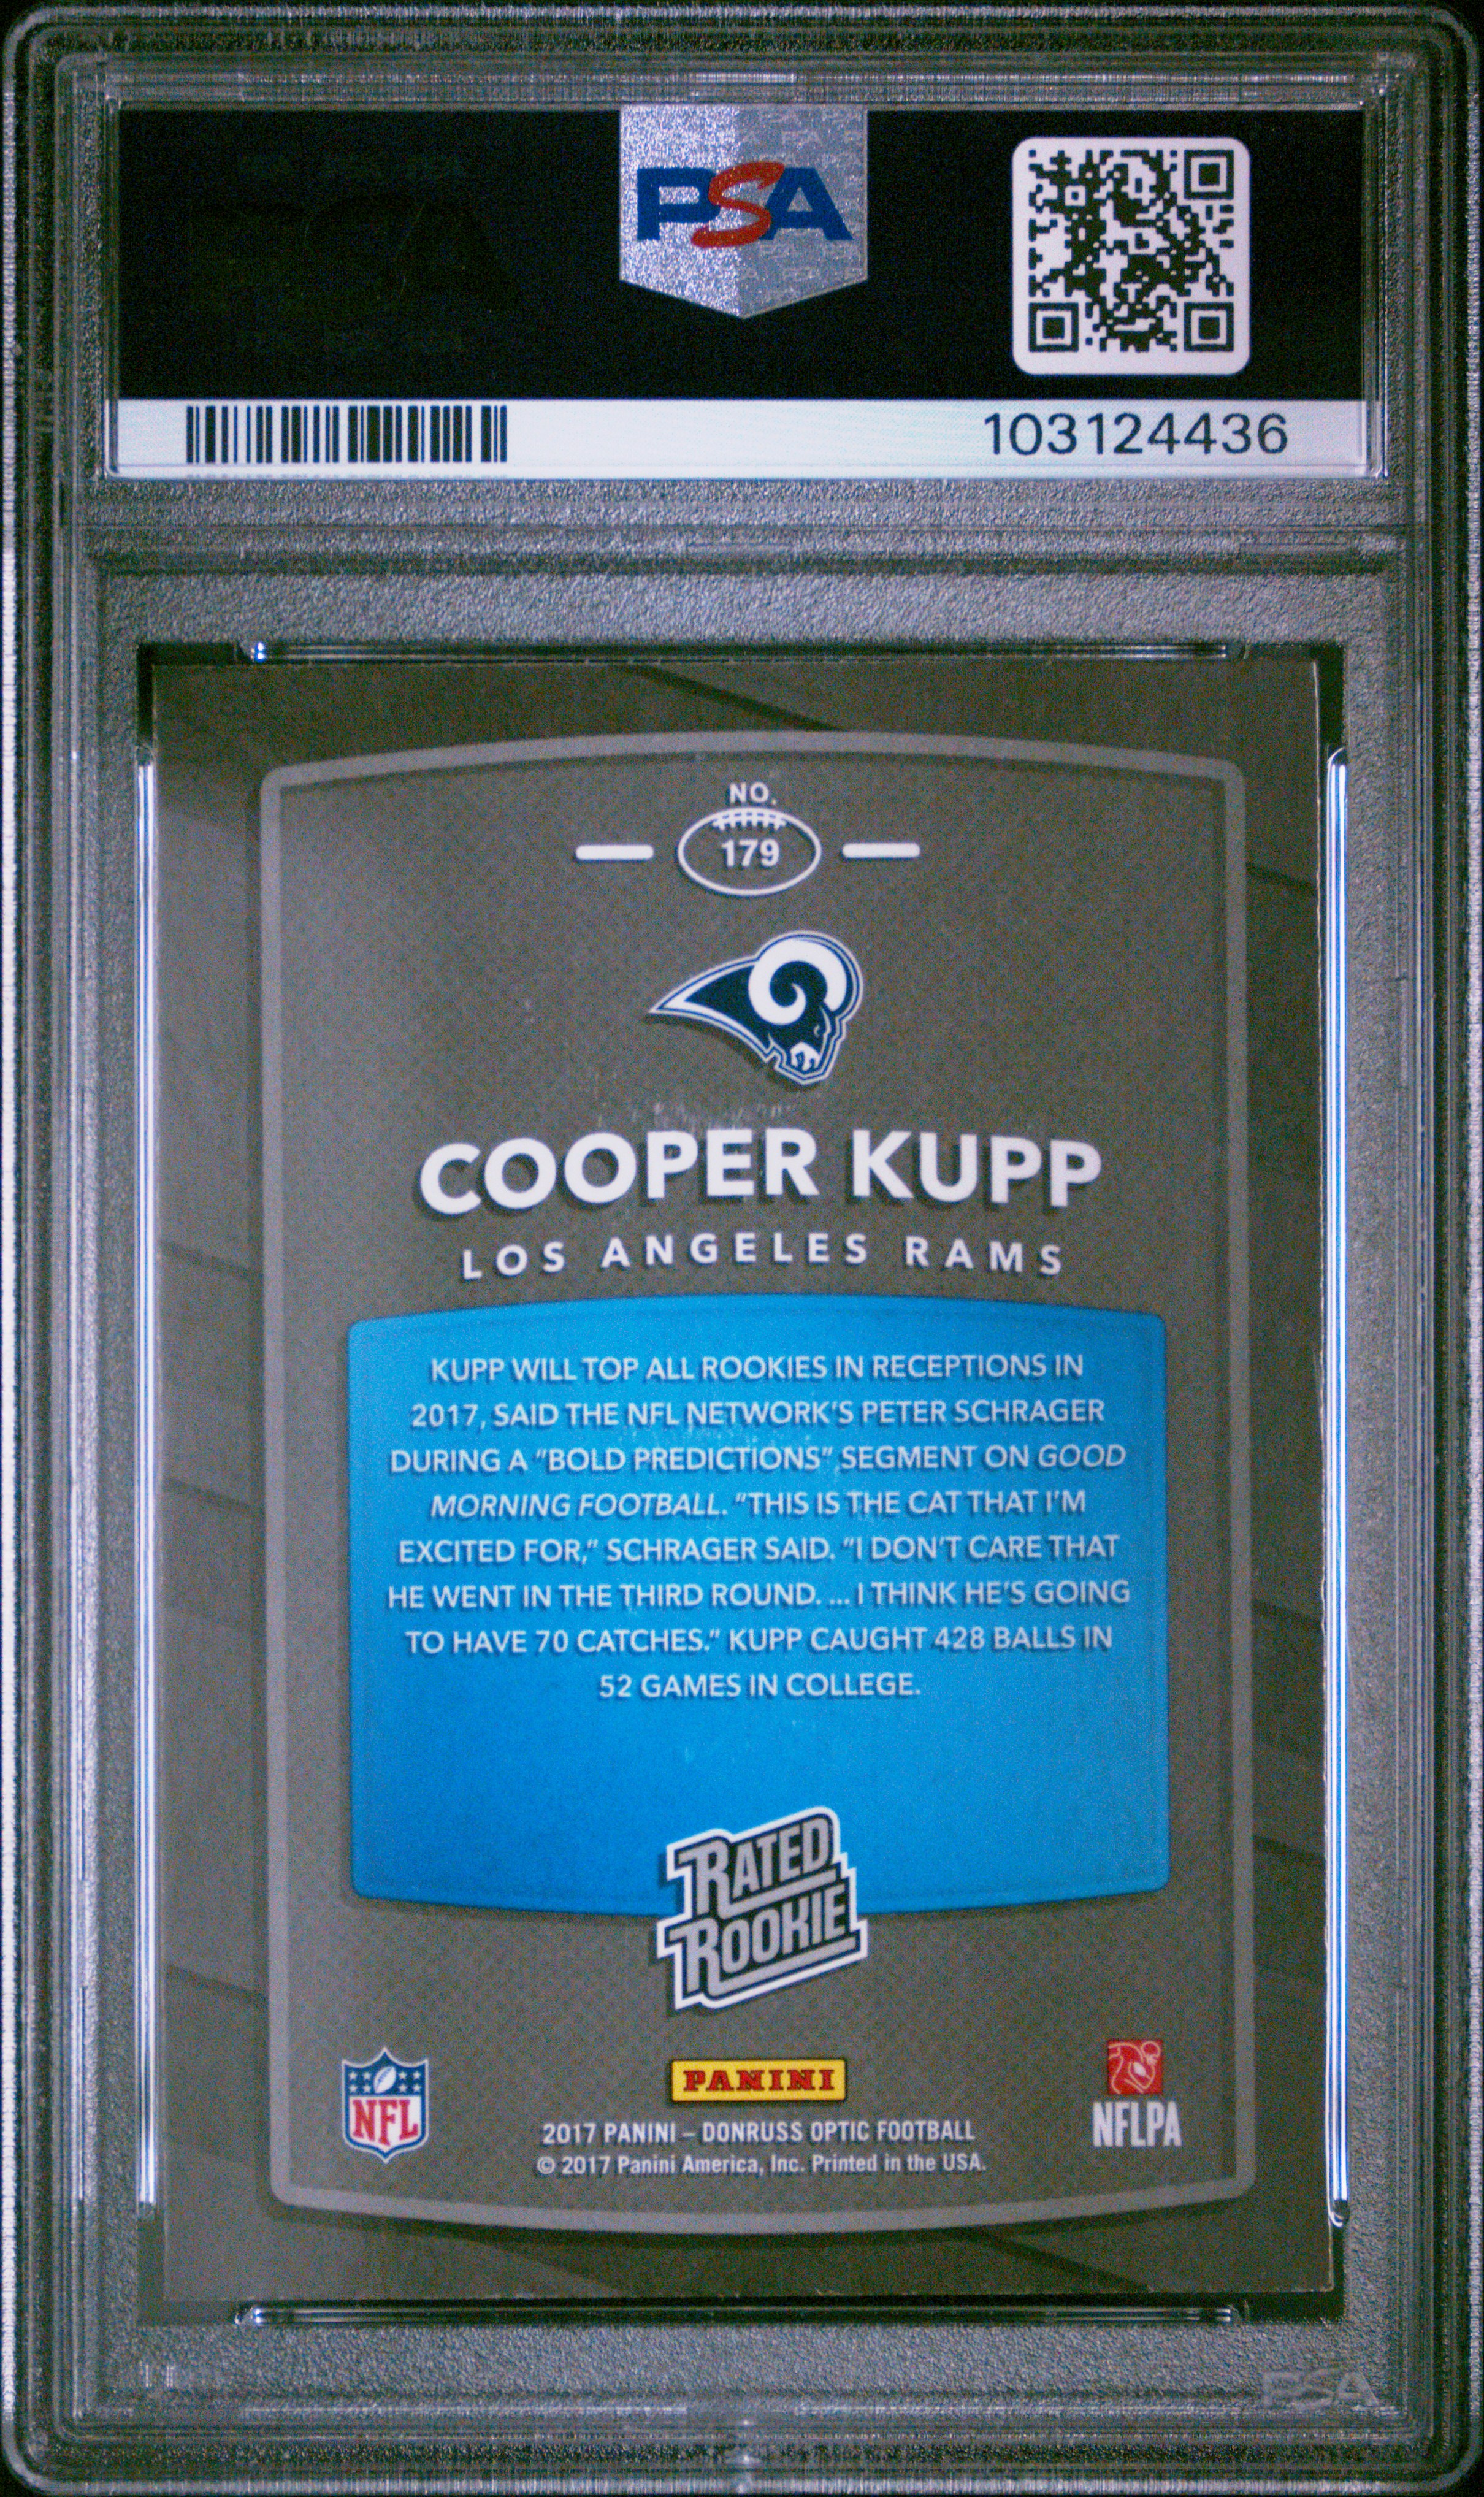 PSA
103124436
NO.
179
COOPER KUPP
LOS ANGELES RAMS
KUPP WILL TOP ALL ROOKIES IN RECEPTIONS IN
2017, SAID THE NFL NETWORK'S PETER SCHRAGER
DURING A "BOLD PREDICTIONS" SEGMENT ON GOOD
MORNING FOOTBALL. "THIS IS THE CAT THAT I'M
EXCITED FOR," SCHRAGER SAID. "I DON'T CARE THAT
HE WENT IN THE THIRD ROUND. ... I THINK HE'S GOING
TO HAVE 70 CATCHES." KUPP CAUGHT 428 BALLS IN
52 GAMES IN COLLEGE.
RATED
ROOKIE
NFL
PANINI
NFLPA
2017 PANINI – DONRUSS OPTIC FOOTBALL
© 2017 Panini America, Inc. Printed in the USA.
PSA